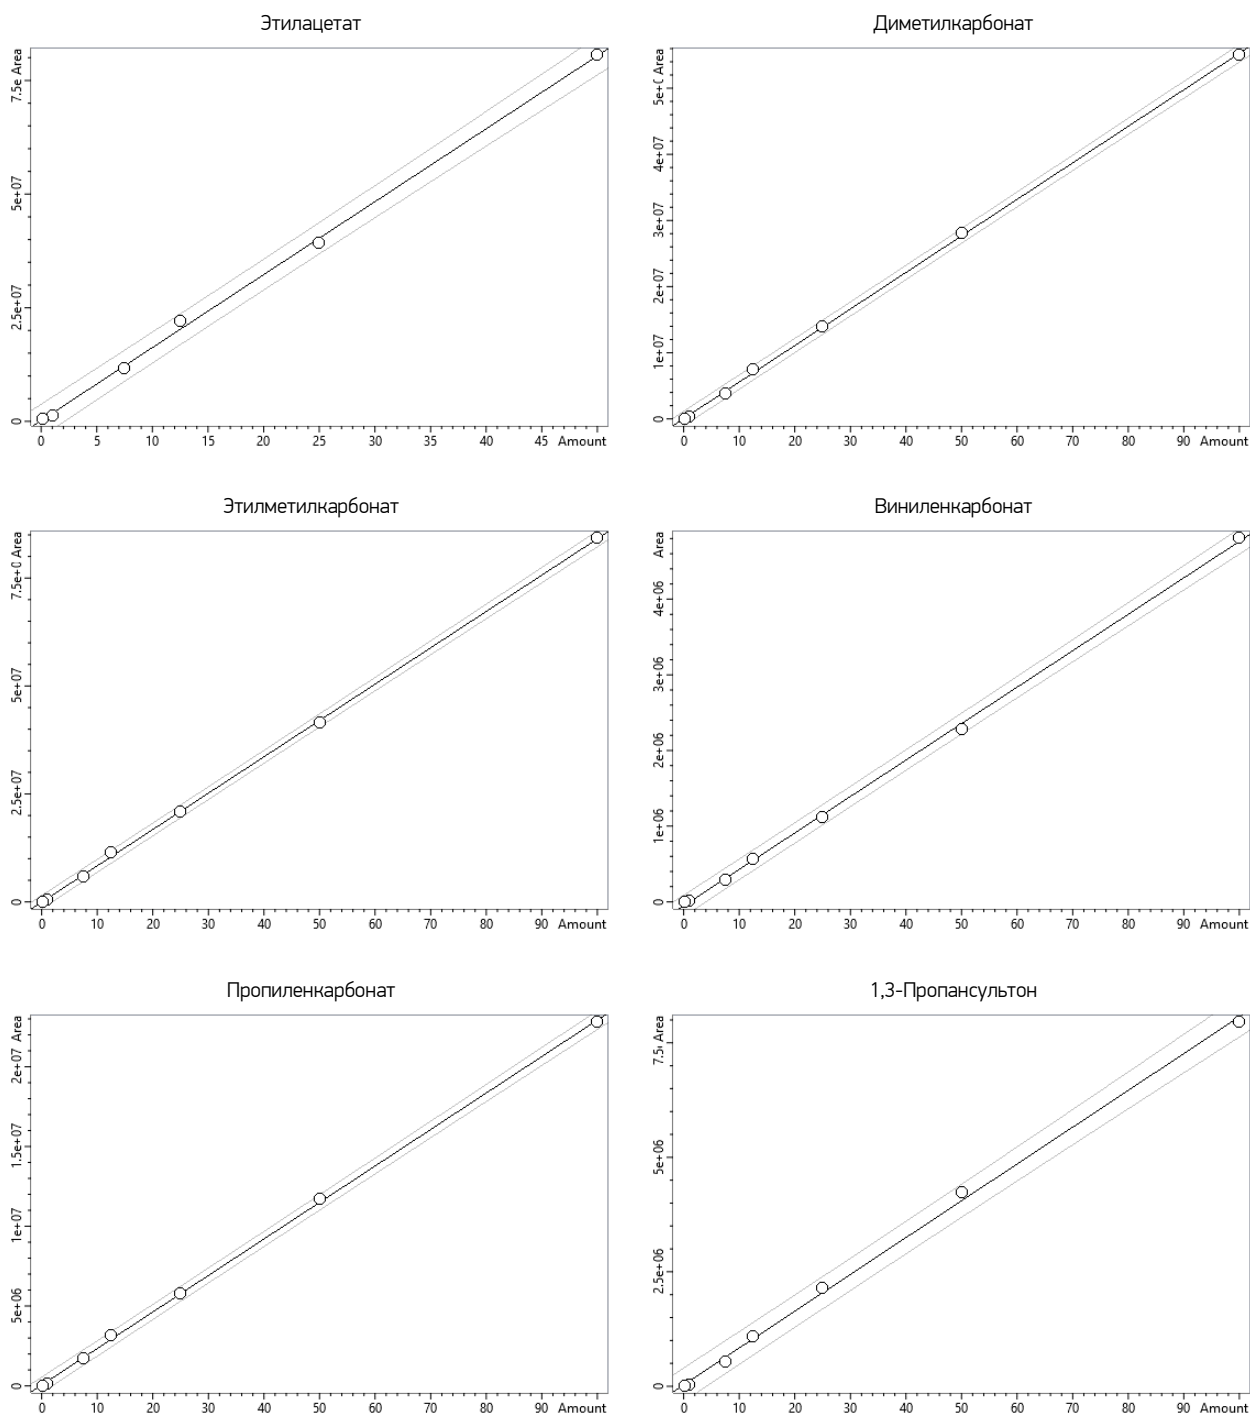 Этилацетат
Area
7.5e
5e+07
2.5e+07
0
0 5 10 15 20 25 30 35 40 45 Amount
Диметилкарбонат
Area
5e+(
4e+07
3e+07
2e+07
1e+07
0
0 10 20 30 40 50 60 70 80 90 Amount
Этилметилкарбонат
Area
7.5e+0
5e+07
2.5e+07
0
0 10 20 30 40 50 60 70 80 90 Amount
Виниленкарбонат
Area
4e+06
3e+06
2e+06
1e+06
0
0 10 20 30 40 50 60 70 80 90 Amount
Пропиленкарбонат
Area
2e+07
1.5e+07
1e+07
5e+06
0
0 10 20 30 40 50 60 70 80 90 Amount
1,3-Пропансультон
Area
7.5
5e+06
2.5e+06
0
0 10 20 30 40 50 60 70 80 90 Amount